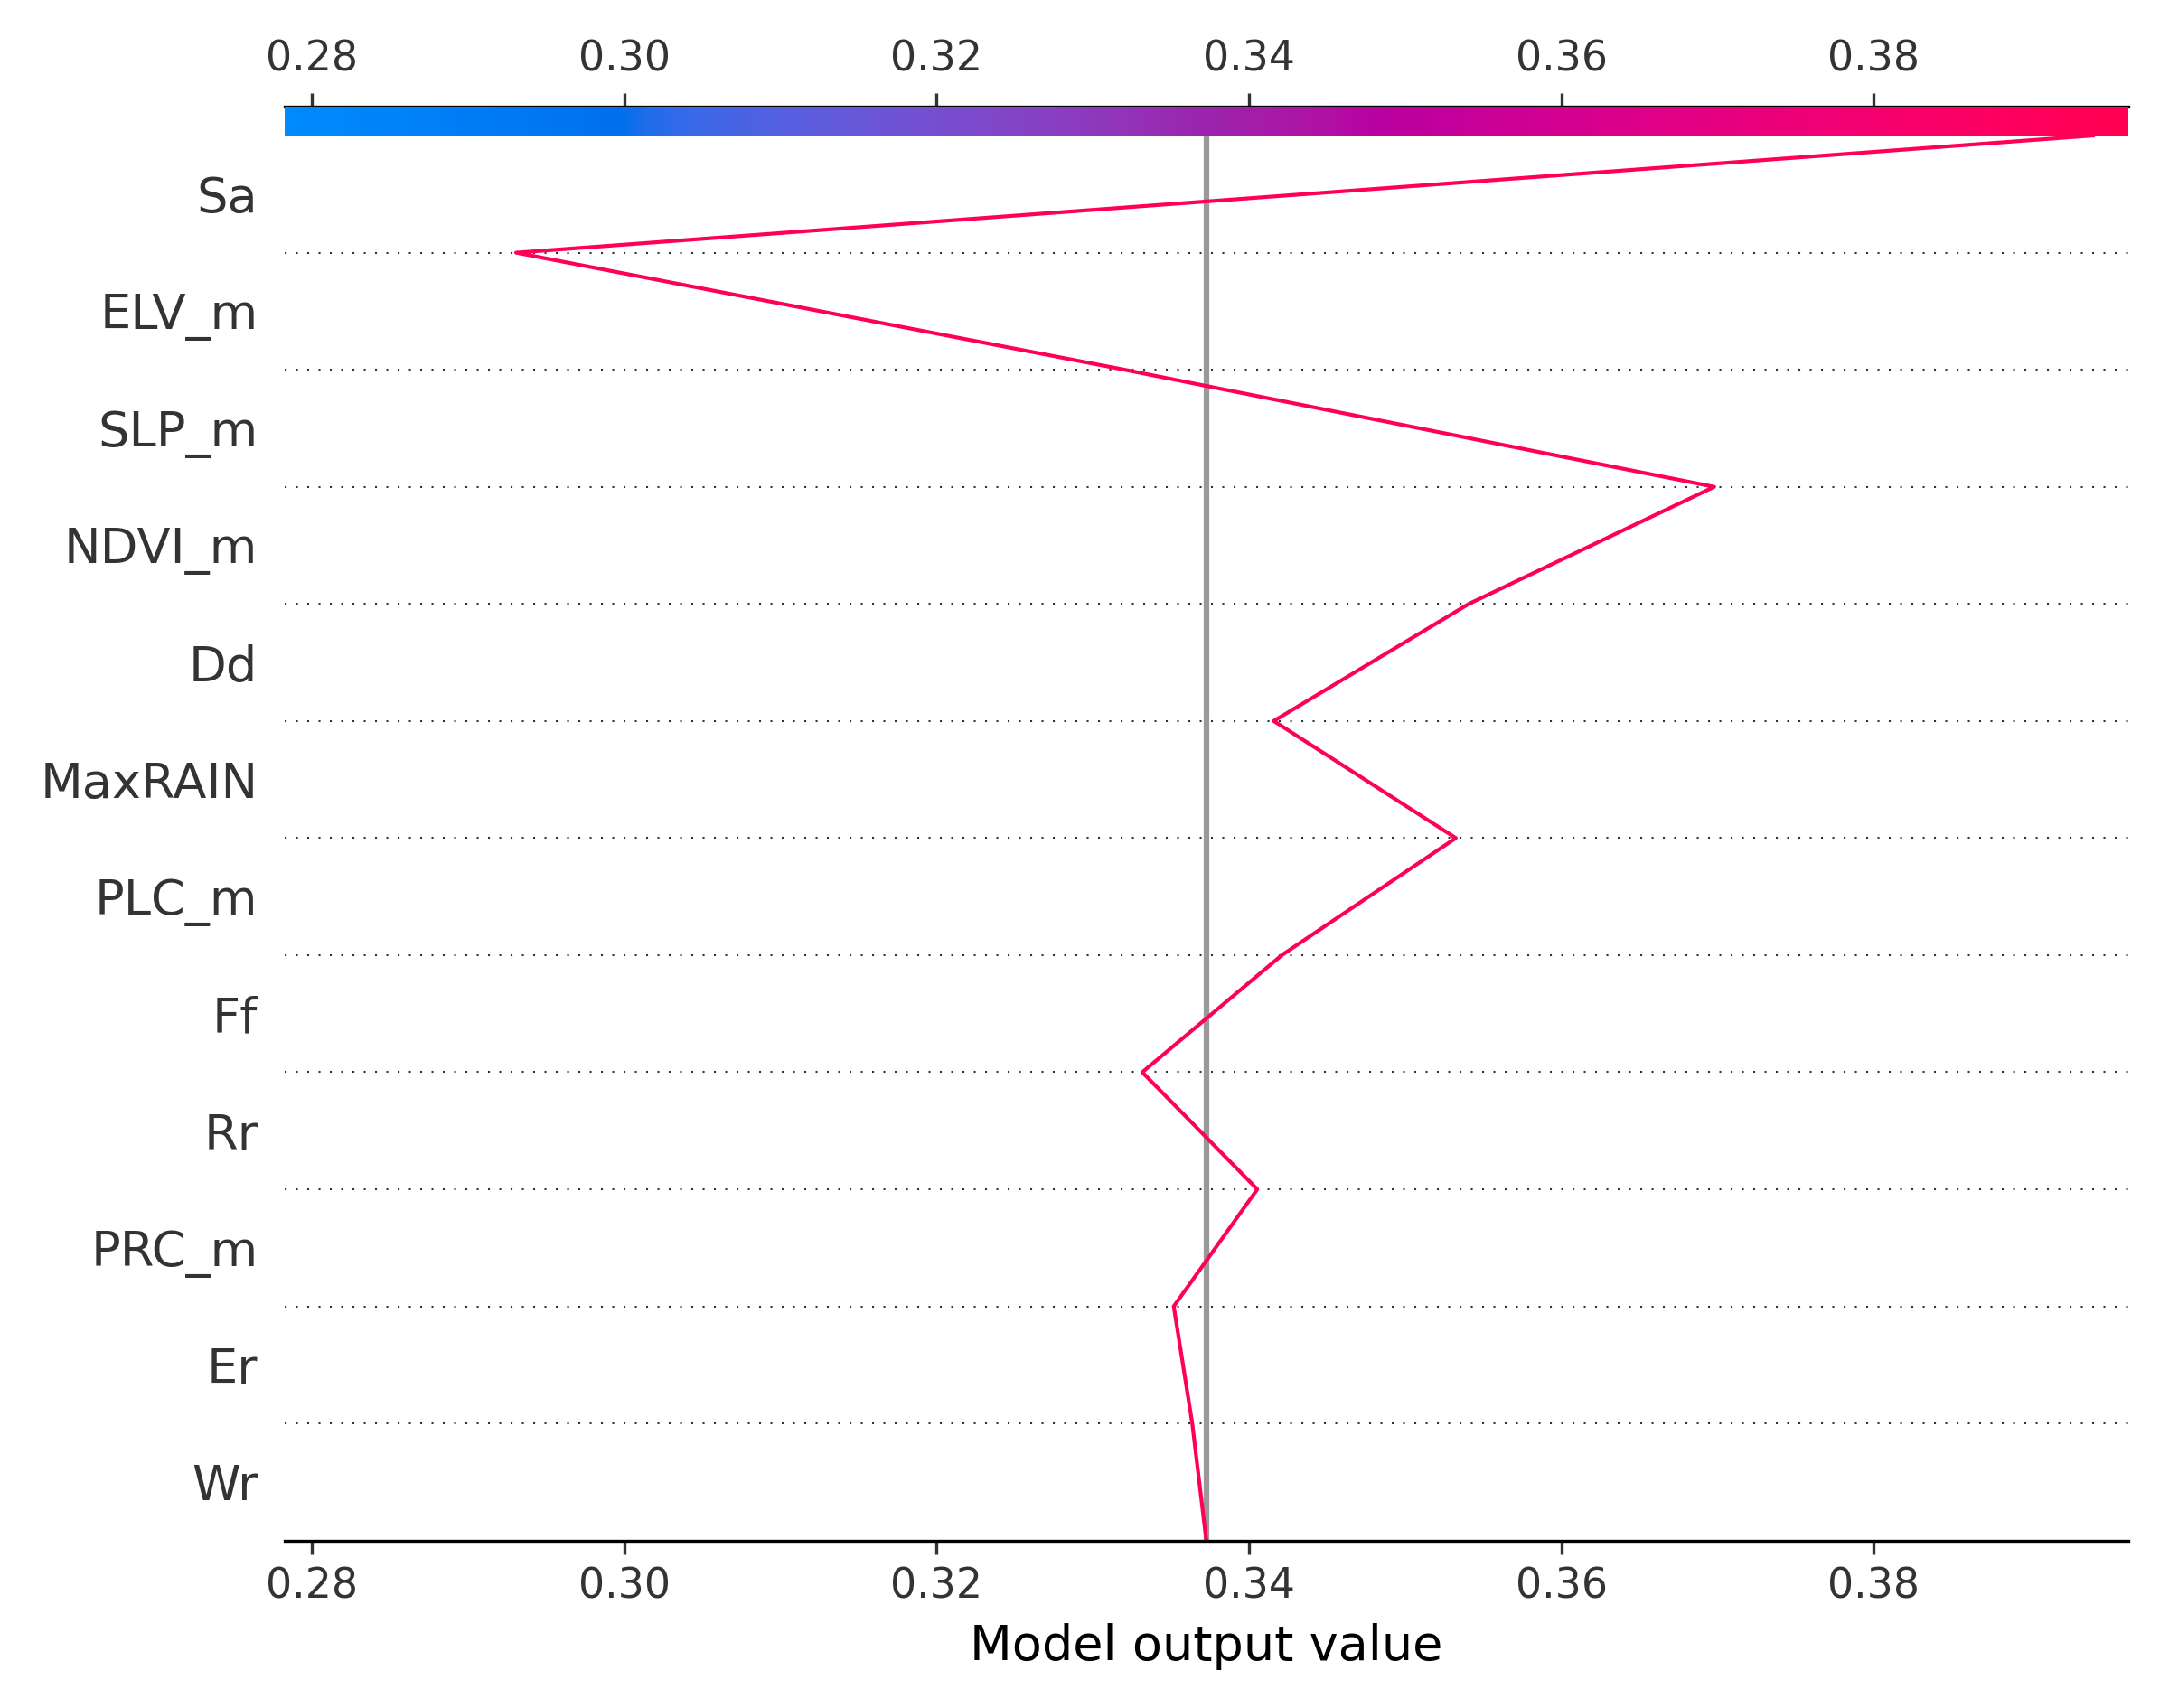 0.28 0.30 0.32 0.34 0.36 0.38
Sa
ELV_m
SLP_m
NDVI_m
Dd
MaxRAIN
PLC_m
Ff
Rr
PRC_m
Er
Wr
0.28 0.30 0.32 0.34 0.36 0.38
Model output value